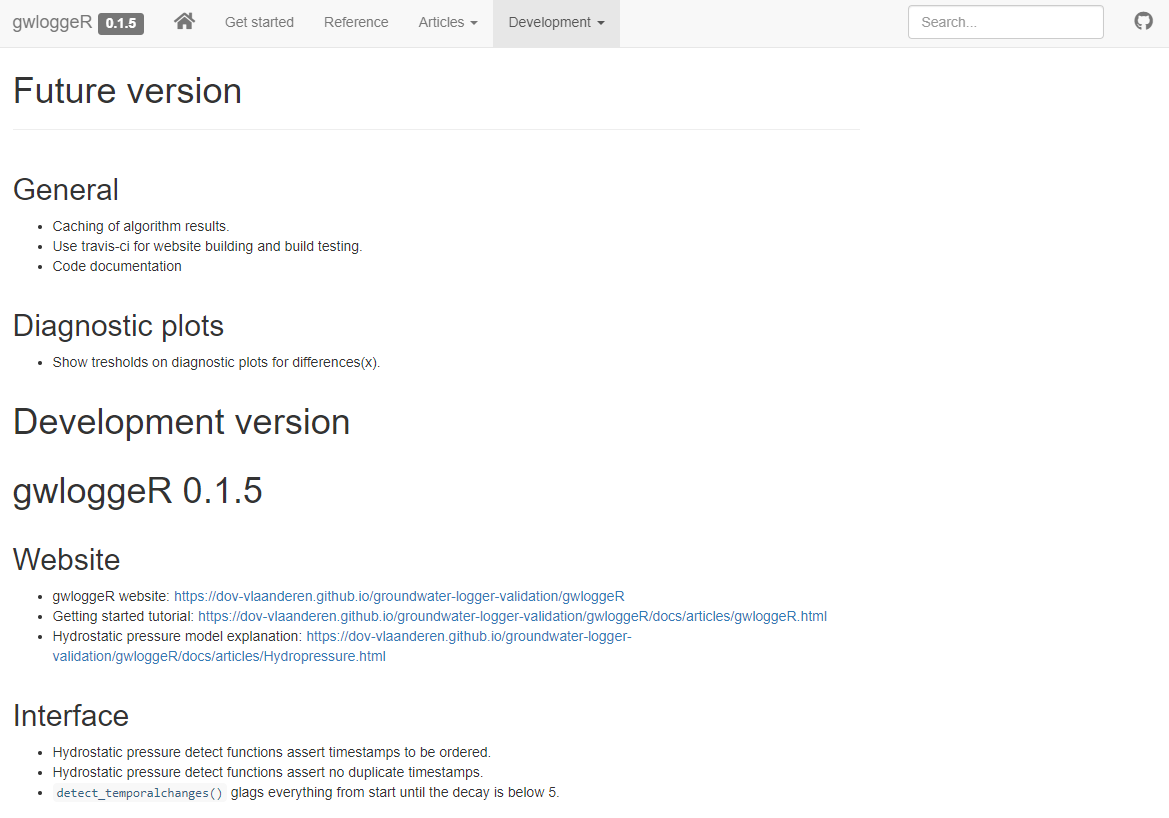 gwloggeR 0.1.5 Get started Reference Articles Development Search...
Future version
General
Caching of algorithm results.
Use travis-ci for website building and build testing.
Code documentation
Diagnostic plots
Show tresholds on diagnostic plots for differences(x).
Development version
gwloggeR 0.1.5
Website
gwloggeR website: https://dov-vlaanderen.github.io/groundwater-logger-validation/gwloggeR
Getting started tutorial: https://dov-vlaanderen.github.io/groundwater-logger-validation/gwloggeR/docs/articles/gwloggeR.html
Hydrostatic pressure model explanation: https://dov-vlaanderen.github.io/groundwater-logger-
validation/gwloggeR/docs/articles/Hydropressure.html
Interface
Hydrostatic pressure detect functions assert timestamps to be ordered.
Hydrostatic pressure detect functions assert no duplicate timestamps.
detect_temporalchanges() glags everything from start until the decay is below 5.